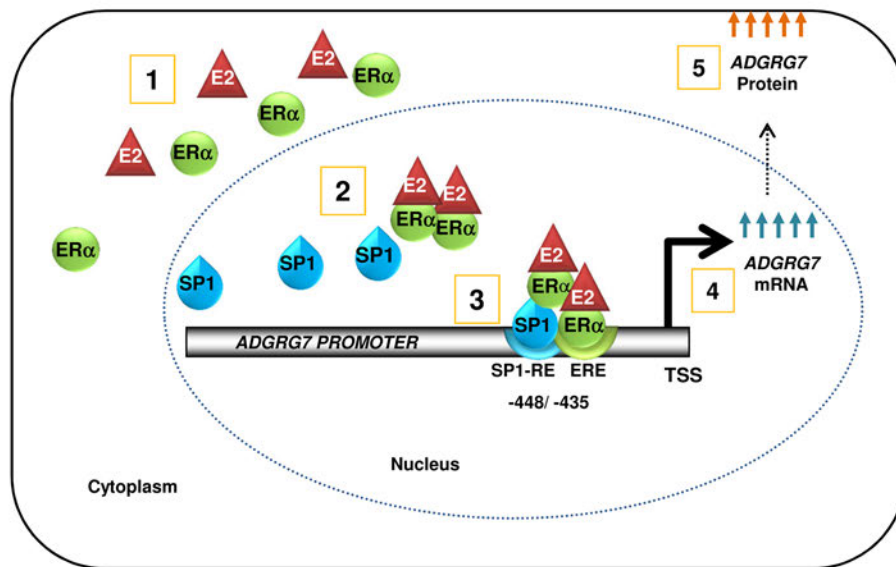 1
E2
E2
E2
ERα
ERα
ERα
ERα
5
ADGRG7
Protein
2
E2
E2
ERα
ERα
SP1
SP1
SP1
3
E2
ERα
E2
SP1
ERα
4
ADGRG7
mRNA
ADGRG7 PROMOTER
SP1-RE ERE
TSS
-448/ -435
Nucleus
Cytoplasm